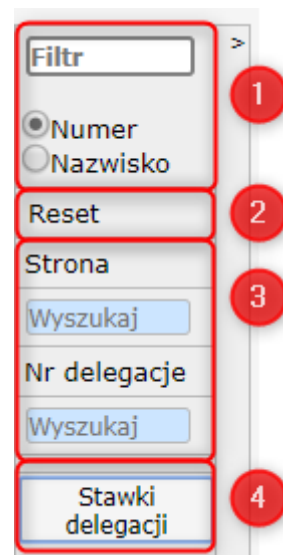 Filtr
>
1
Numer
Nazwisko
Reset
2
Strona
3
Wyszukaj
Nr delegacje
Wyszukaj
Stawki
delegacji
4